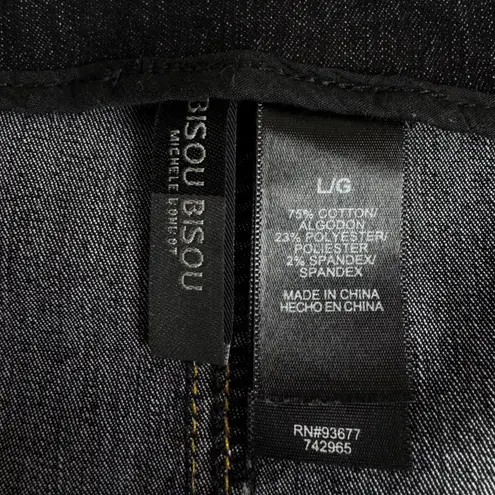 BISOU BISOU
MICHELE BOHBOT
L/G
75% COTTON/
ALGODON
23% POLYESTER/
POLIESTER
2% SPANDEX/
SPANDEX
MADE IN CHINA
HECHO EN CHINA
RN#93677
742965